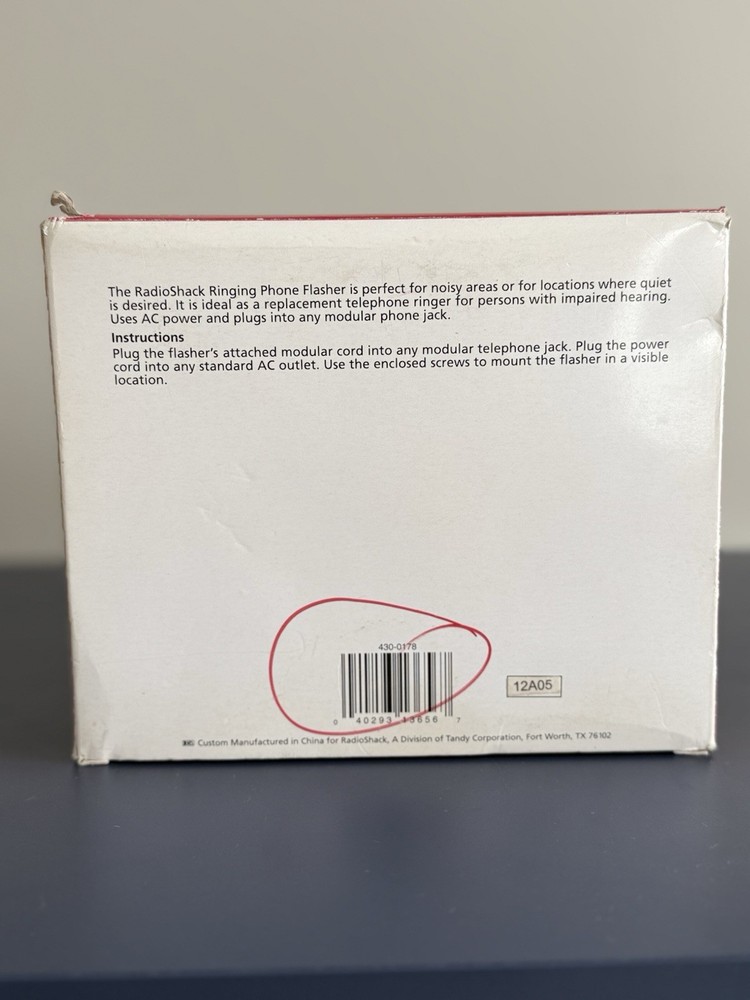 The RadioShack Ringing Phone Flasher is perfect for noisy areas or for locations where quiet
is desired. It is ideal as a replacement telephone ringer for persons with impaired hearing.
Uses AC power and plugs into any modular phone jack.
Instructions
Plug the flasher's attached modular cord into any modular telephone jack. Plug the power
cord into any standard AC outlet. Use the enclosed screws to mount the flasher in a visible
location.
430-0178
12A05
0 40293 13656 7
Custom Manufactured in China for RadioShack, A Division of Tandy Corporation, Fort Worth, TX 76102